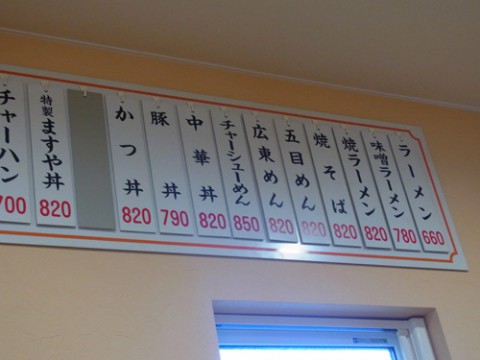 ラーメン 660
味噌ラーメン 780
焼ラーメン 820
焼そば 820
五目めん 820
広東めん 820
チャーシューめん 850
中華丼 820
豚丼 790
かつ丼 820
特製ますや丼 820
チャーハン 700